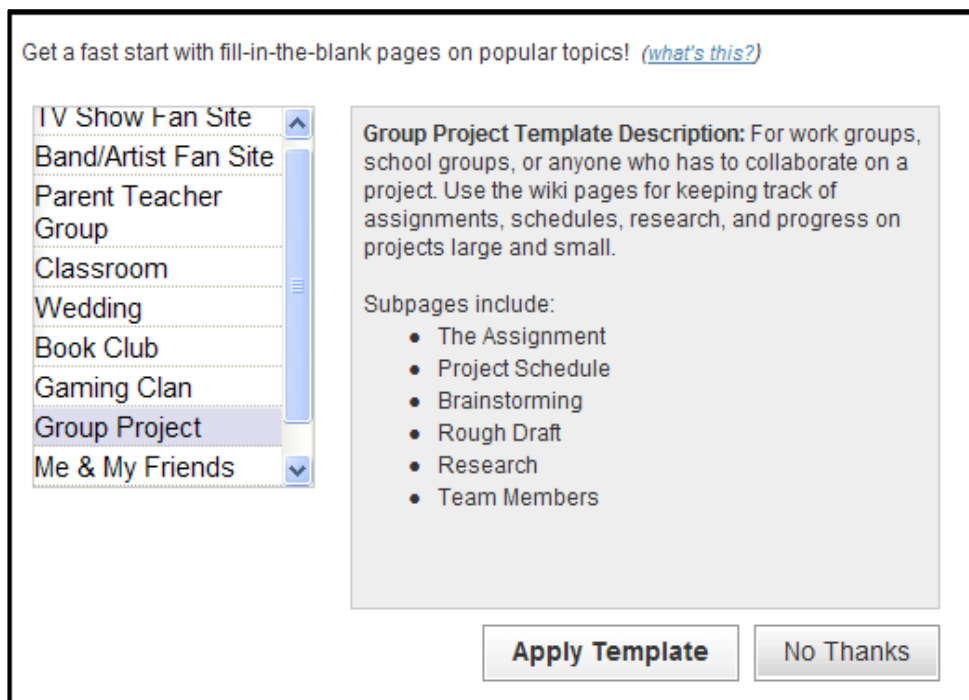 Get a fast start with fill-in-the-blank pages on popular topics! (what's this?)
TV Show Fan Site
Band/Artist Fan Site
Parent Teacher
Group
Classroom
Wedding
Book Club
Gaming Clan
Group Project
Me & My Friends
Group Project Template Description: For work groups,
school groups, or anyone who has to collaborate on a
project. Use the wiki pages for keeping track of
assignments, schedules, research, and progress on
projects large and small.
Subpages include:
● The Assignment
● Project Schedule
● Brainstorming
● Rough Draft
● Research
● Team Members
Apply Template
No Thanks